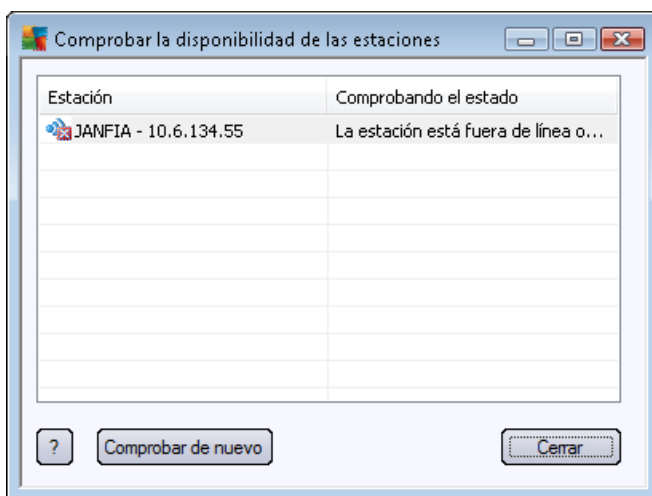 Comprobar la disponibilidad de las estaciones
Estación Comprobando el estado
JANFIA - 10.6.134.55 La estación está fuera de línea o...
? Comprobar de nuevo Cerrar